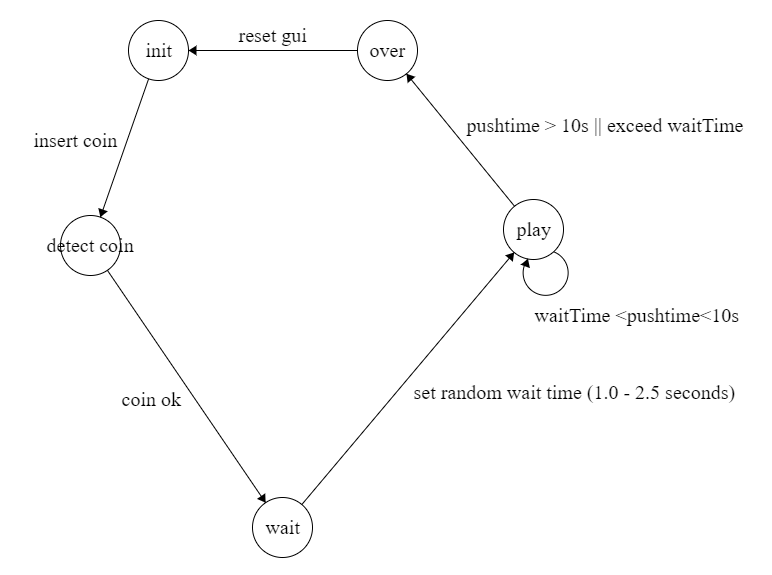 reset gui
init
over
pushtime > 10s || exceed waitTime
insert coin
play
detect coin
waitTime <pushtime<10s
set random wait time (1.0 - 2.5 seconds)
coin ok
wait